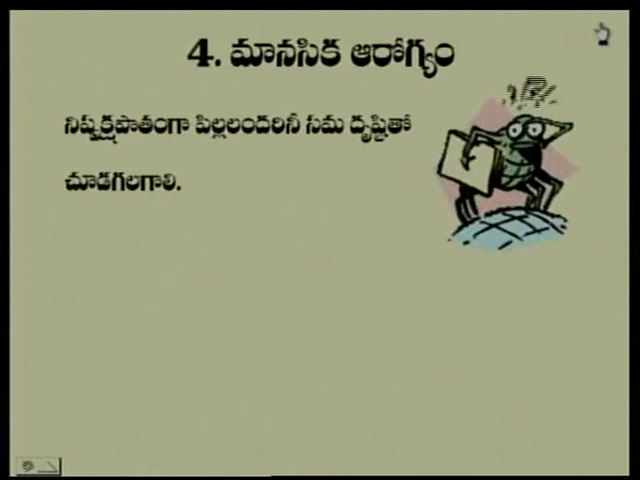 4. మానసిక ఆరోగ్యం
నిష్పక్షపాతంగా పిల్లలందరినీ సమ దృష్టితో
చూడగలగాలి.